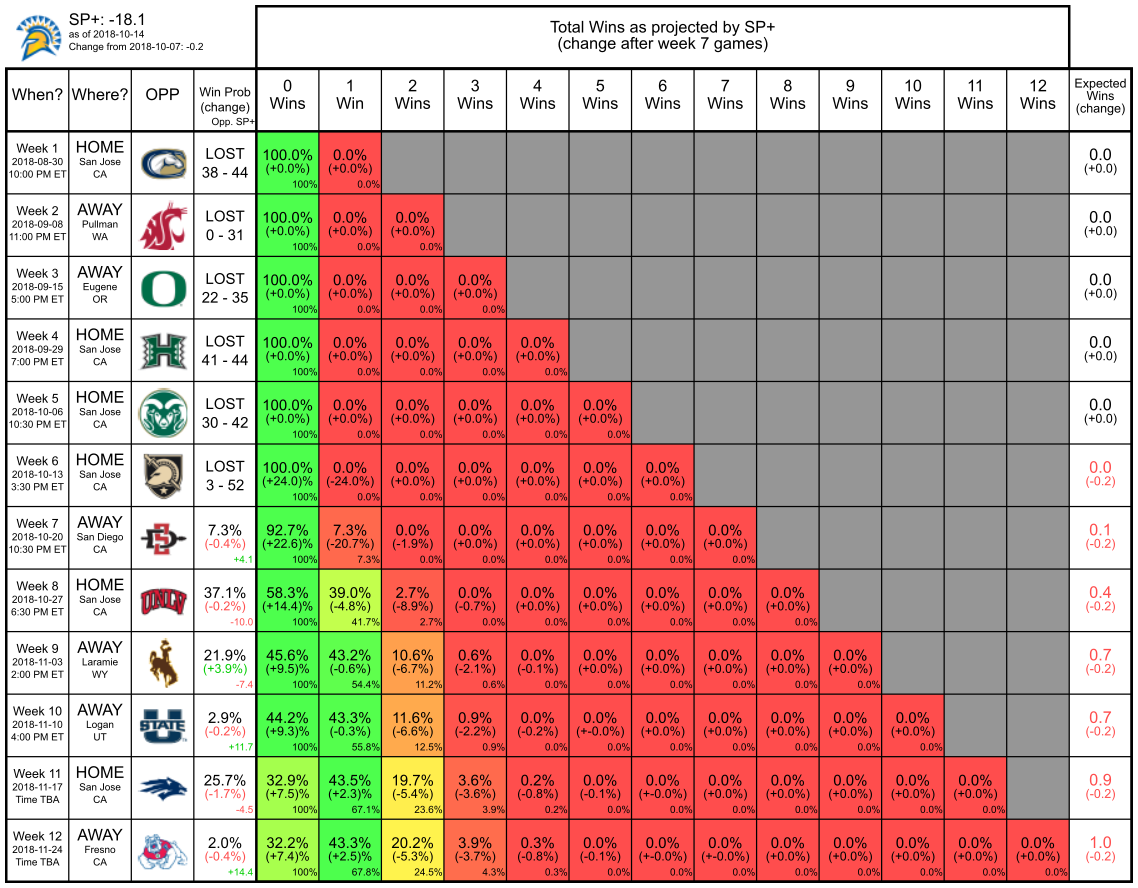 SP+: -18.1
as of 2018-10-14
Change from 2018-10-07: -0.2
Total Wins as projected by SP+
(change after week 7 games)
When? Where? OPP Win Prob (change) Opp. SP+ 0 Wins 1 Win 2 Wins 3 Wins 4 Wins 5 Wins 6 Wins 7 Wins 8 Wins 9 Wins 10 Wins 11 Wins 12 Wins Expected Wins (change)
Week 1 HOME LOST 100.0% 0.0% 0.0
2018-08-30 San Jose (+0.0%) (+0.0%) (+0.0)
10:00 PM ET CA 38 - 44 100% 0.0%
Week 2 AWAY LOST 100.0% 0.0% 0.0% 0.0
2018-09-08 Pullman (+0.0%) (+0.0%) (+0.0%) (+0.0)
11:00 PM ET WA 0 - 31 100% 0.0% 0.0%
Week 3 AWAY LOST 100.0% 0.0% 0.0% 0.0% 0.0
2018-09-15 Eugene (+0.0%) (+0.0%) (+0.0%) (+0.0%) (+0.0)
5:00 PM ET OR 22 - 35 100% 0.0% 0.0% 0.0%
Week 4 HOME LOST 100.0% 0.0% 0.0% 0.0% 0.0% 0.0
2018-09-29 San Jose (+0.0%) (+0.0%) (+0.0%) (+0.0%) (+0.0%) (+0.0)
7:00 PM ET CA 41 - 44 100% 0.0% 0.0% 0.0% 0.0%
Week 5 HOME LOST 100.0% 0.0% 0.0% 0.0% 0.0% 0.0% 0.0
2018-10-06 San Jose (+0.0%) (+0.0%) (+0.0%) (+0.0%) (+0.0%) (+0.0%) (+0.0)
10:30 PM ET CA 30 - 42 100% 0.0% 0.0% 0.0% 0.0% 0.0%
Week 6 HOME LOST 100.0% 0.0% 0.0% 0.0% 0.0% 0.0% 0.0% 0.0
2018-10-13 San Jose (+24.0)% (-24.0%) (+0.0%) (+0.0%) (+0.0%) (+0.0%) (+0.0%) (-0.2)
3:30 PM ET CA 3 - 52 100% 0.0% 0.0% 0.0% 0.0% 0.0% 0.0%
Week 7 AWAY 7.3% 92.7% 7.3% 0.0% 0.0% 0.0% 0.0% 0.0% 0.0% 0.1
2018-10-20 San Diego (-0.4%) (+22.6)% (-20.7%) (-1.9%) (+0.0%) (+0.0%) (+0.0%) (+0.0%) (+0.0%) (-0.2)
10:30 PM ET CA +4.1 100% 7.3% 0.0% 0.0% 0.0% 0.0% 0.0% 0.0%
Week 8 HOME UNLV 37.1% 58.3% 39.0% 2.7% 0.0% 0.0% 0.0% 0.0% 0.0% 0.0% 0.4
2018-10-27 San Jose (-0.2%) (+14.4)% (-4.8%) (-8.9%) (-0.7%) (+0.0%) (+0.0%) (+0.0%) (+0.0%) (+0.0%) (-0.2)
6:30 PM ET CA -10.0 100% 41.7% 2.7% 0.0% 0.0% 0.0% 0.0% 0.0% 0.0%
Week 9 AWAY 21.9% 45.6% 43.2% 10.6% 0.6% 0.0% 0.0% 0.0% 0.0% 0.0% 0.0% 0.7
2018-11-03 Laramie (+3.9%) (+9.5)% (-0.6%) (-6.7%) (-2.1%) (-0.1%) (+0.0%) (+0.0%) (+0.0%) (+0.0%) (+0.0%) (-0.2)
2:00 PM ET WY -7.4 100% 54.4% 11.2% 0.6% 0.0% 0.0% 0.0% 0.0% 0.0% 0.0%
Week 10 AWAY STATE 2.9% 44.2% 43.3% 11.6% 0.9% 0.0% 0.0% 0.0% 0.0% 0.0% 0.0% 0.0% 0.7
2018-11-10 Logan (-0.2%) (+9.3)% (-0.3%) (-6.6%) (-2.2%) (-0.2%) (+-0.0%) (+0.0%) (+0.0%) (+0.0%) (+0.0%) (+0.0%) (-0.2)
4:00 PM ET UT +11.7 100% 55.8% 12.5% 0.9% 0.0% 0.0% 0.0% 0.0% 0.0% 0.0% 0.0%
Week 11 HOME 25.7% 32.9% 43.5% 19.7% 3.6% 0.2% 0.0% 0.0% 0.0% 0.0% 0.0% 0.0% 0.0% 0.9
2018-11-17 San Jose (-1.7%) (+7.5)% (+2.3)% (-5.4%) (-3.6%) (-0.8%) (-0.1%) (+-0.0%) (+0.0%) (+0.0%) (+0.0%) (+0.0%) (+0.0%) (-0.2)
Time TBA CA -4.5 100% 67.1% 23.6% 3.9% 0.2% 0.0% 0.0% 0.0% 0.0% 0.0% 0.0% 0.0%
Week 12 AWAY 2.0% 32.2% 43.3% 20.2% 3.9% 0.3% 0.0% 0.0% 0.0% 0.0% 0.0% 0.0% 0.0% 0.0% 1.0
2018-11-24 Fresno (-0.4%) (+7.4)% (+2.5)% (-5.3%) (-3.7%) (-0.8%) (-0.1%) (+-0.0%) (+-0.0%) (+0.0%) (+0.0%) (+0.0%) (+0.0%) (+0.0%) (-0.2)
Time TBA CA +14.4 100% 67.8% 24.5% 4.3% 0.3% 0.0% 0.0% 0.0% 0.0% 0.0% 0.0% 0.0% 0.0%